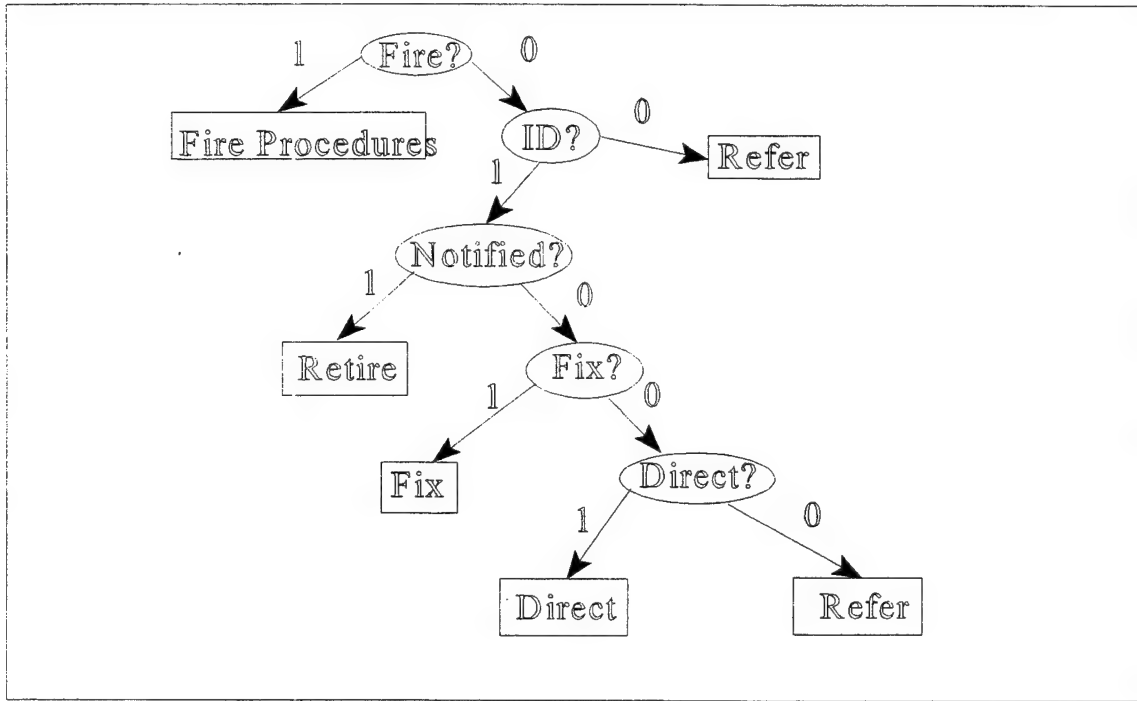 1 Fire? 0
Fire Procedures
ID?
0
Refer
1
Notified?
1
0
Retire
Fix?
1
0
Fix
Direct?
1
0
Direct
Refer